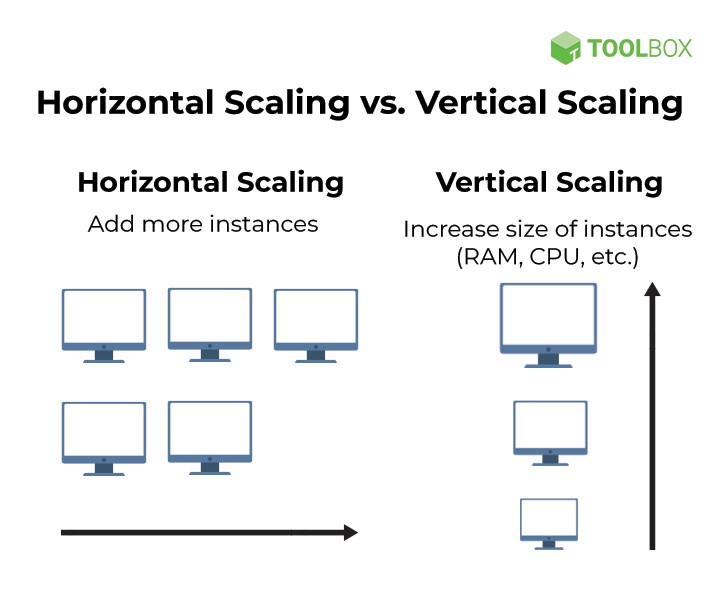 TOOLBOX
Horizontal Scaling vs. Vertical Scaling
Horizontal Scaling
Add more instances
Vertical Scaling
Increase size of instances
(RAM, CPU, etc.)